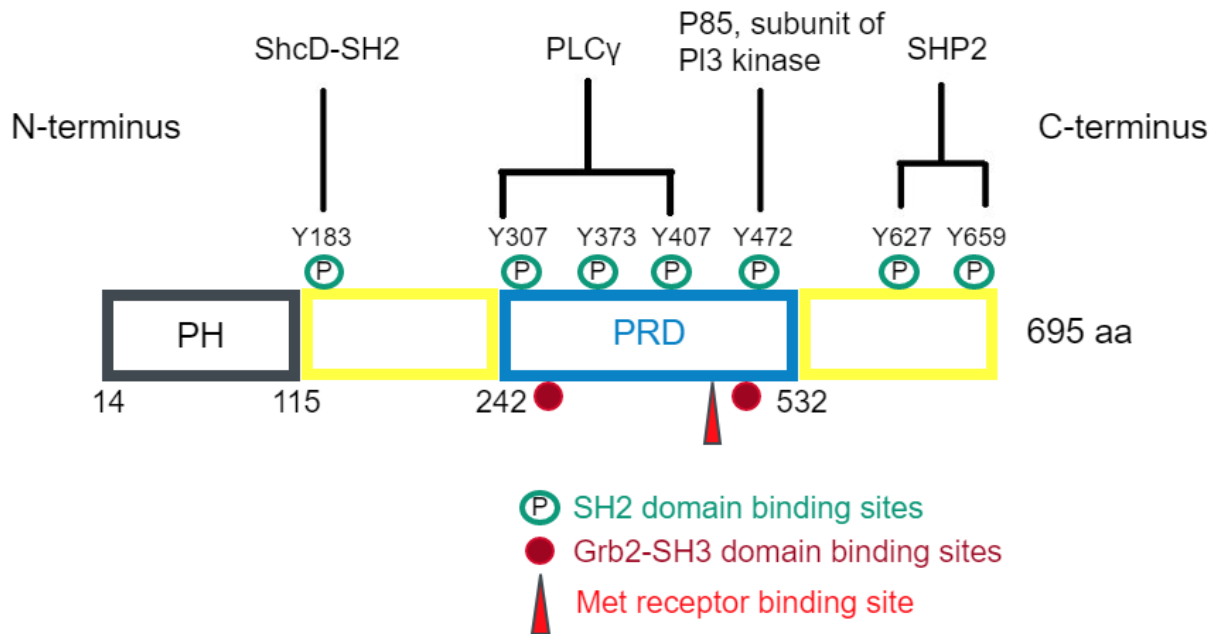 P85, subunit of
PI3 kinase
ShcD-SH2
PLCγ
SHP2
N-terminus
C-terminus
Y183
Y307
Y373
Y407
Y472
Y627
Y659
P
P
P
P
P
P
P
PH
PRD
695 aa
14
115
242
532
P SH2 domain binding sites
Grb2-SH3 domain binding sites
Met receptor binding site